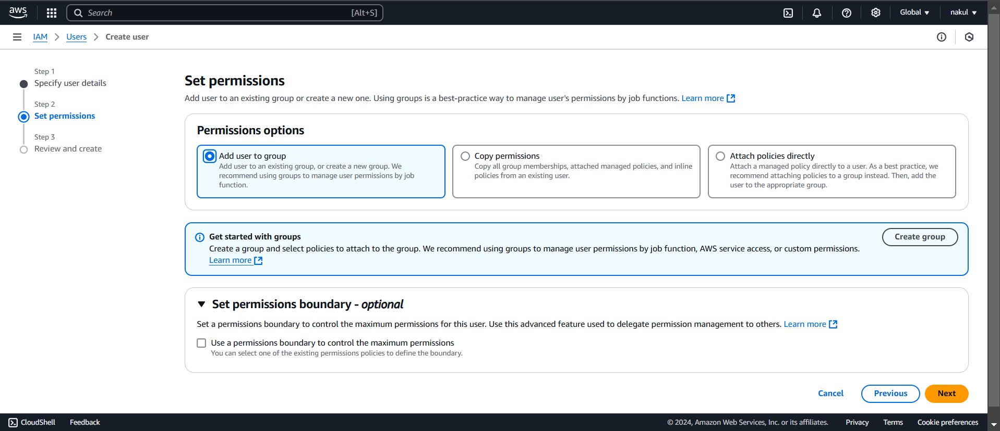 aws
Search [Alt+S]
Global
nakul
IAM
Users
Create user
Step 1
Specify user details
Step 2
Set permissions
Step 3
Review and create
Set permissions
Add user to an existing group or create a new one. Using groups is a best-practice way to manage user's permissions by job functions. Learn more
Permissions options
Add user to group
Add user to an existing group, or create a new group. We
recommend using groups to manage user permissions by job
function.
Copy permissions
Copy all group memberships, attached managed policies, and inline
policies from an existing user.
Attach policies directly
Attach a managed policy directly to a user. As a best practice, we
recommend attaching policies to a group instead. Then, add the
user to the appropriate group.
Get started with groups
Create a group and select policies to attach to the group. We recommend using groups to manage user permissions by job function, AWS service access, or custom permissions.
Learn more
Create group
Set permissions boundary - optional
Set a permissions boundary to control the maximum permissions for this user. Use this advanced feature used to delegate permission management to others. Learn more
Use a permissions boundary to control the maximum permissions
You can select one of the existing permissions policies to define the boundary.
Cancel
Previous
Next
CloudShell
Feedback
© 2024, Amazon Web Services, Inc. or its affiliates.
Privacy
Terms
Cookie preferences